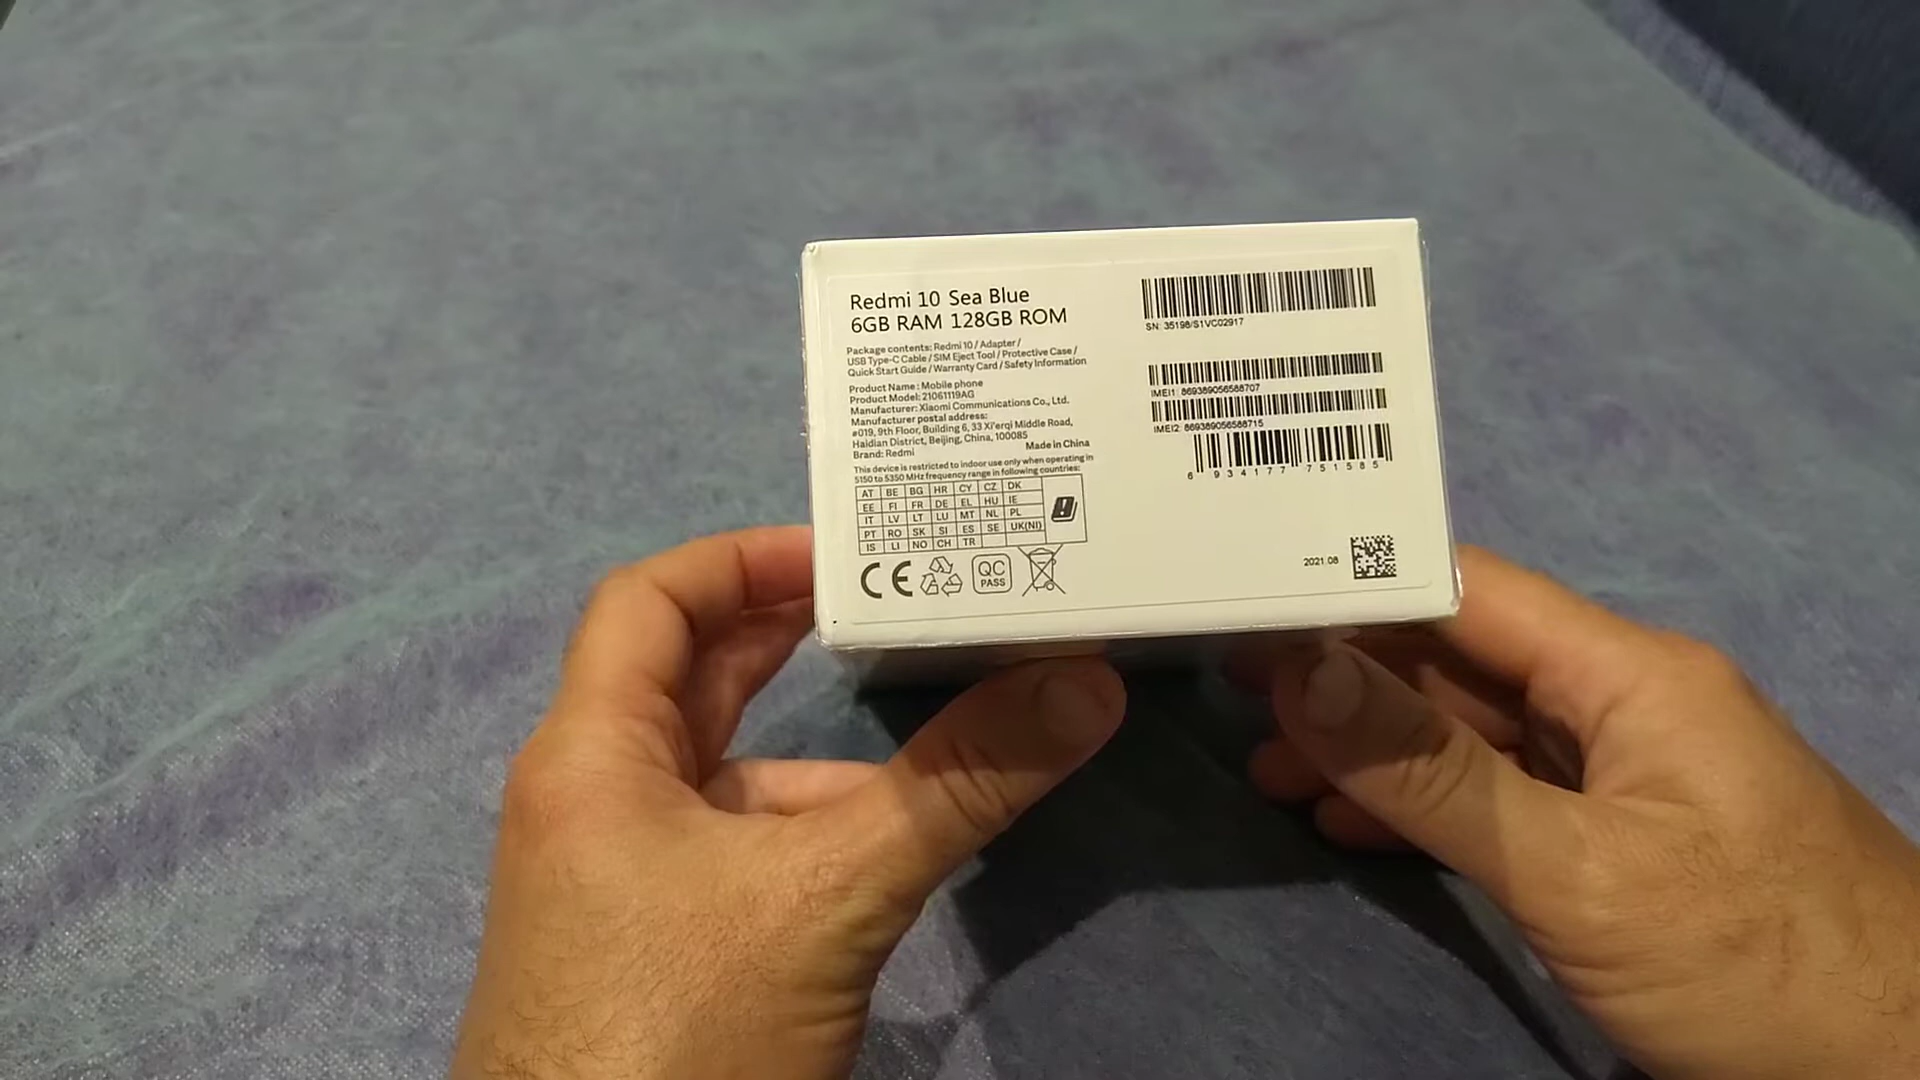 Redmi 10 Sea Blue
6GB RAM 128GB ROM
Package contents: Redmi 10 / Adapter /
USB Type-C Cable / SIM Eject Tool / Protective Case /
Quick Start Guide / Warranty Card / Safety Information
Product Name : Mobile phone
Product Model: 21061119AG
Manufacturer: Xiaomi Communications Co., Ltd.
Manufacturer postal address:
#019, 9th Floor, Building 6, 33 Xi'erqi Middle Road,
Haidian District, Beijing, China, 100085
Brand: Redmi
Made in China
This device is restricted to indoor use only when operating in
5150 to 5350 MHz frequency range in following countries:
AT BE BG HR CY CZ DK
EE FI FR DE EL HU IE
IT LV LT LU MT NL PL
PT RO SK SI ES SE UK(NI)
IS LI NO CH TR
CE
QC
PASS
SN: 35198/S1VC02917
IMEI1: 869389056588707
IMEI2: 869389056588715
6 934177 751585
2021.08